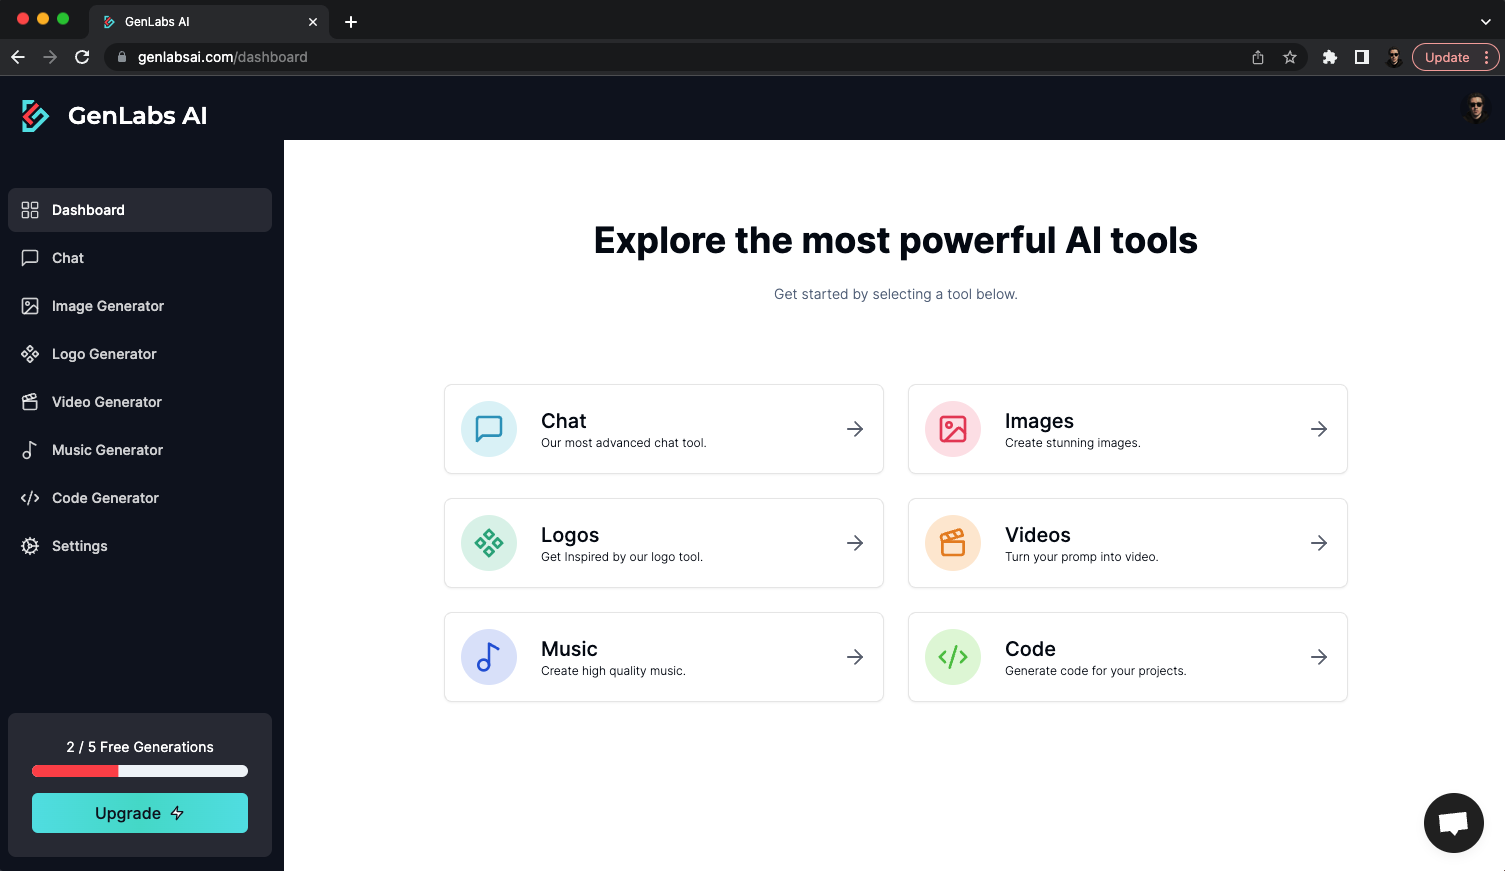 GenLabs AI
genlabsai.com/dashboard
Update
GenLabs AI
Dashboard
Chat
Image Generator
Logo Generator
Video Generator
Music Generator
Code Generator
Settings
2 / 5 Free Generations
Upgrade
Explore the most powerful AI tools
Get started by selecting a tool below.
Chat
Our most advanced chat tool.
Images
Create stunning images.
Logos
Get Inspired by our logo tool.
Videos
Turn your promp into video.
Music
Create high quality music.
Code
Generate code for your projects.